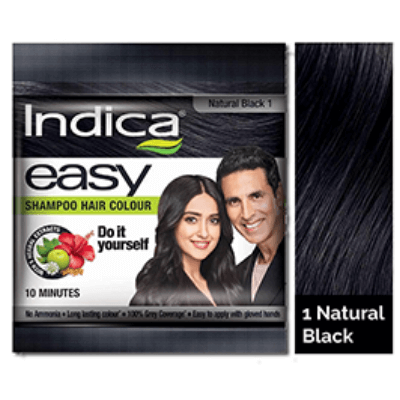 Natural Black 1
Indica®
easy
SHAMPOO HAIR COLOUR
Do it
yourself
10 MINUTES
No Ammonia • Long lasting colour* • 100% Grey Coverage* • Easy to apply with gloved hands
1 Natural
Black